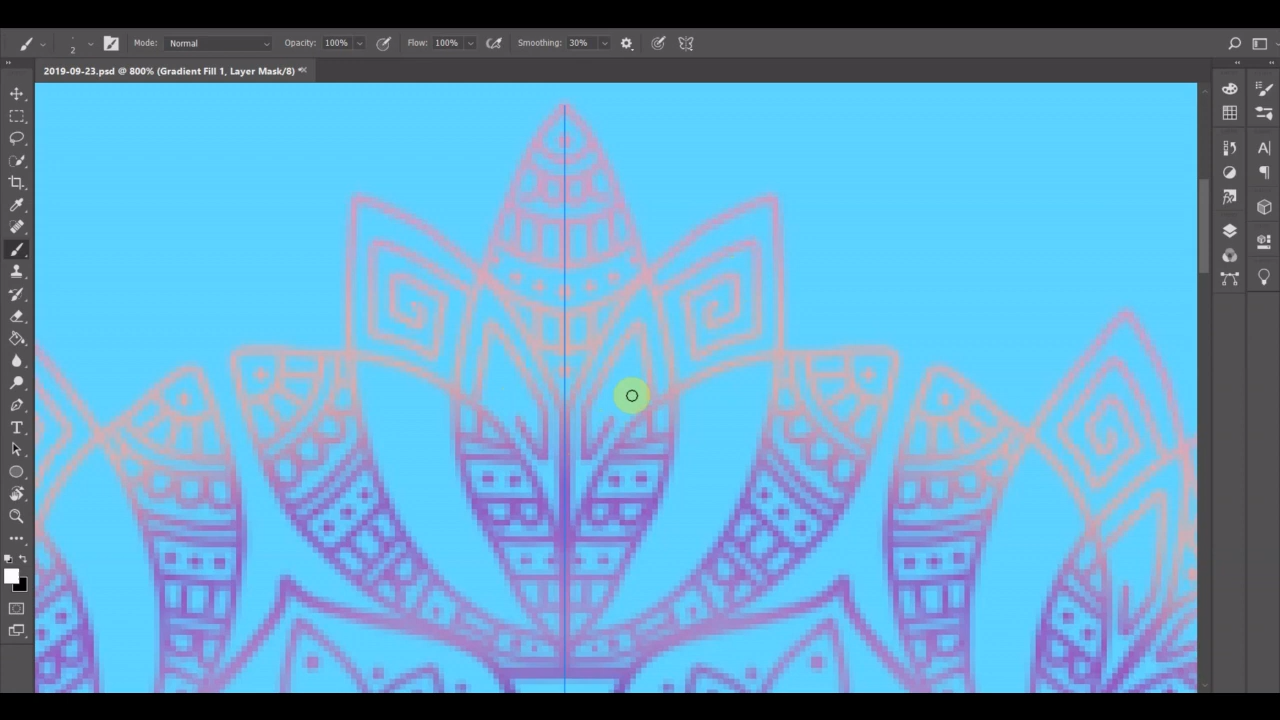 2 Mode: Normal Opacity: 100% Flow: 100% Smoothing: 30%
2019-09-23.psd @ 800% (Gradient Fill 1, Layer Mask/8) *